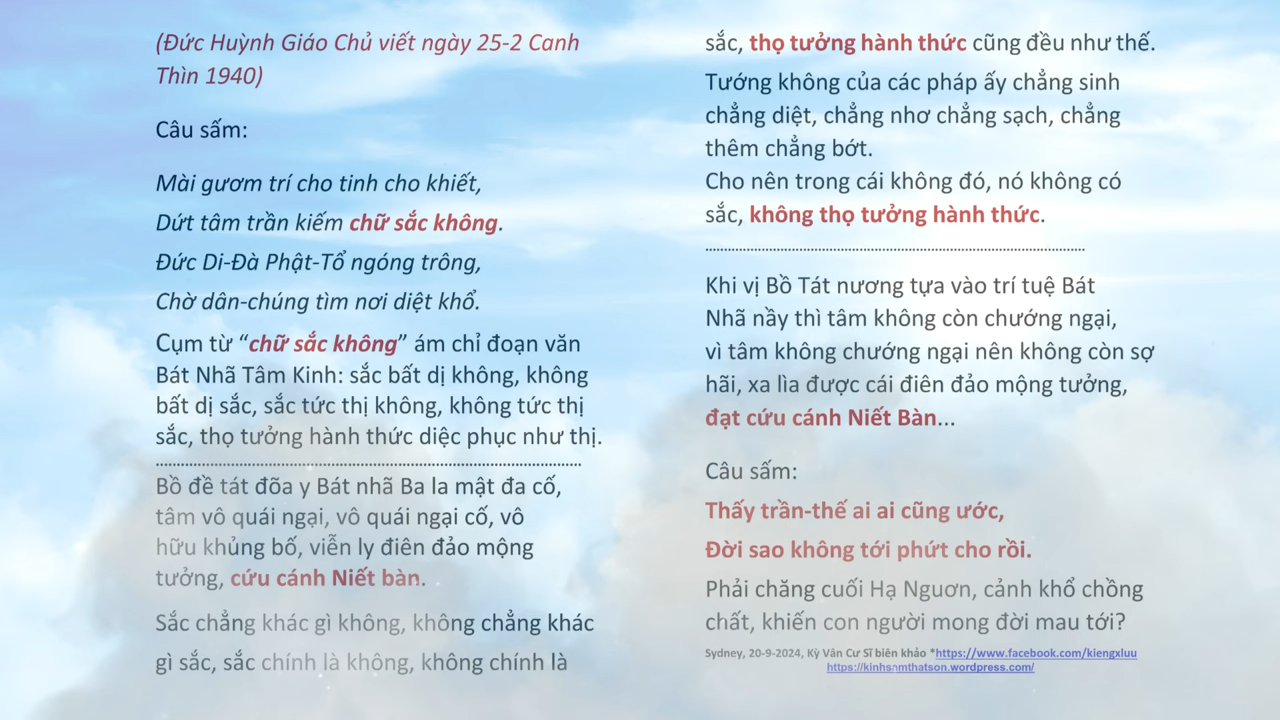 (Đức Huỳnh Giáo Chủ viết ngày 25-2 Canh
Thìn 1940)
Câu sấm:
Mài gươm trí cho tinh cho khiết,
Dứt tâm trần kiếm chữ sắc không.
Đức Di-Đà Phật-Tổ ngóng trông,
Chờ dân-chúng tìm nơi diệt khổ.
Cụm từ “chữ sắc không” ám chỉ đoạn văn
Bát Nhã Tâm Kinh: sắc bất dị không, không
bất dị sắc, sắc tức thị không, không tức thị
sắc, thọ tưởng hành thức diệc phục như thị.
Bồ đề tát đõa y Bát nhã Ba la mật đa cố,
tâm vô quái ngại, vô quái ngại cố, vô
hữu khủng bố, viễn ly điên đảo mộng
tưởng, cứu cánh Niết bàn.
Sắc chẳng khác gì không, không chẳng khác
gì sắc, sắc chính là không, không chính là
sắc, thọ tưởng hành thức cũng đều như thế.
Tướng không của các pháp ấy chẳng sinh
chẳng diệt, chẳng nhơ chẳng sạch, chẳng
thêm chẳng bớt.
Cho nên trong cái không đó, nó không có
sắc, không thọ tưởng hành thức.
Khi vị Bồ Tát nương tựa vào trí tuệ Bát
Nhã nầy thì tâm không còn chướng ngại,
vì tâm không chướng ngại nên không còn sợ
hãi, xa lìa được cái điên đảo mộng tưởng,
đạt cứu cánh Niết Bàn...
Câu sấm:
Thấy trần-thế ai ai cũng ước,
Đời sao không tới phứt cho rồi.
Phải chăng cuối Hạ Nguơn, cảnh khổ chồng
chất, khiến con người mong đời mau tới?
Sydney, 20-9-2024, Kỳ Vân Cư Sĩ biên khảo *https://www.facebook.com/kiengxluu
https://kinhsamthatson.wordpress.com/